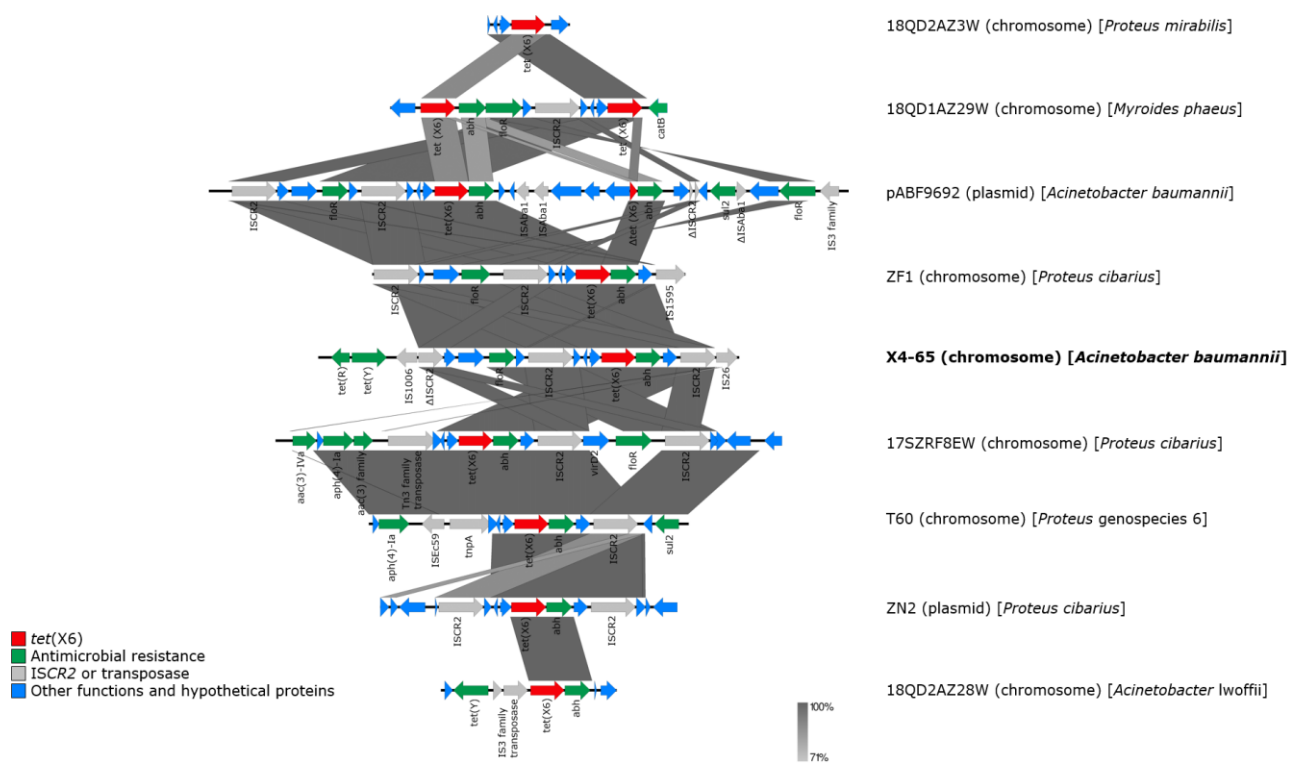 18QD2AZ3W (chromosome) [Proteus mirabilis]
tet(X6)
18QD1AZ29W (chromosome) [Myroides phaeus]
tet (X6)
abh
floR
ISCR2
tet(X6)
catB
pABF9692 (plasmid) [Acinetobacter baumannii]
ISCR2
floR
ISCR2
tet(X6)
abh
ISAba1
ISAba1
Δtet (X6)
abh
ΔISCR2
sul2
ΔISAba1
floR
IS3 family
ZF1 (chromosome) [Proteus cibarius]
ISCR2
floR
ISCR2
tet(X6)
abh
IS1595
X4-65 (chromosome) [Acinetobacter baumannii]
tet(R)
tet(Y)
IS1006
ΔISCR2
floR
ISCR2
tet(X6)
abh
ISCR2
IS26
17SZRF8EW (chromosome) [Proteus cibarius]
aac(3)-IVa
aph(4)-Ia
aac(3) family
Tn3 family
transposase
tet(X6)
abh
ISCR2
virD2
floR
ISCR2
T60 (chromosome) [Proteus genospecies 6]
aph(4)-Ia
ISEc59
tnpA
tet(X6)
abh
ISCR2
sul2
ZN2 (plasmid) [Proteus cibarius]
ISCR2
tet(X6)
abh
ISCR2
18QD2AZ28W (chromosome) [Acinetobacter lwoffii]
tet(Y)
IS3 family
transposase
tet(X6)
abh
tet(X6)
Antimicrobial resistance
ISCR2 or transposase
Other functions and hypothetical proteins
100%
71%